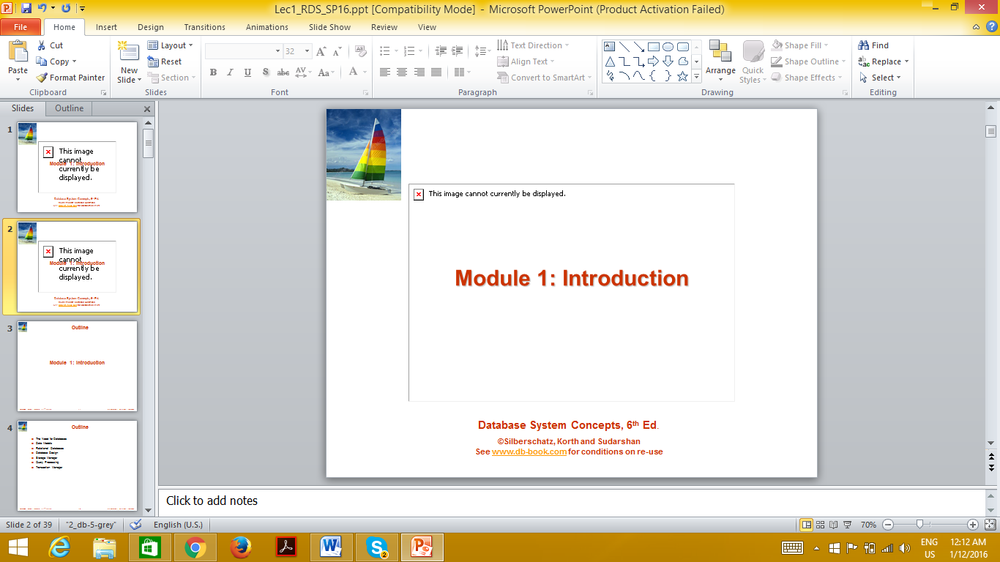 Lec1_RDS_SP16.ppt [Compatibility Mode] - Microsoft PowerPoint (Product Activation Failed)
File Home Insert Design Transitions Animations Slide Show Review View
Paste Cut Copy Format Painter
Clipboard
New Slide Layout Reset Section
Slides
32
B I U S abc AV Aa A
Font
Text Direction Align Text Convert to SmartArt
Paragraph
Arrange Quick Styles Shape Fill Shape Outline Shape Effects
Drawing
Find Replace Select
Editing
Slides Outline
1
This image
cannot
Module 1: Introduction
currently be
displayed.
Database System Concepts, 6th Ed.
2
This image
cannot
Module 1: Introduction
currently be
displayed.
Database System Concepts, 6th Ed.
3
Outline
Module 1: Introduction
4
Outline
The Need for Databases
Data Models
Relational Databases
Database Design
Storage Manager
Query Processing
Transaction Manager
This image cannot currently be displayed.
Module 1: Introduction
Database System Concepts, 6th Ed.
©Silberschatz, Korth and Sudarshan
See www.db-book.com for conditions on re-use
Click to add notes
Slide 2 of 39 "2_db-5-grey" English (U.S.) 70%
2
ENG 12:12 AM
US 1/12/2016